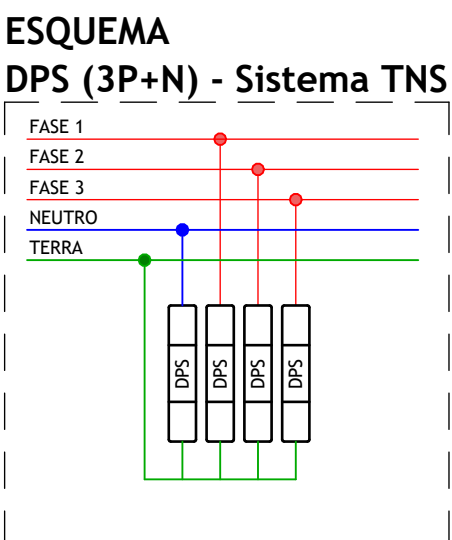 ESQUEMA
DPS (3P+N) - Sistema TNS
FASE 1
FASE 2
FASE 3
NEUTRO
TERRA
DPS
DPS
DPS
DPS